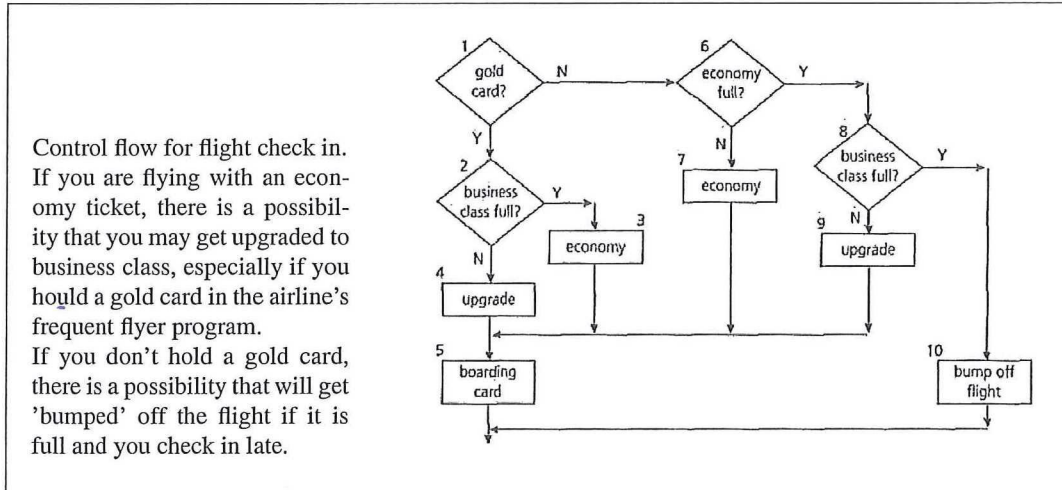 Control flow for flight check in.
If you are flying with an econ-
omy ticket, there is a possibil-
ity that you may get upgraded to
business class, especially if you
hould a gold card in the airline's
frequent flyer program.
If you don't hold a gold card,
there is a possibility that will get
'bumped' off the flight if it is
full and you check in late.
1
gold
card?
N
Y
6
economy
full?
Y
N
2
business
class full?
Y
N
3
economy
4
upgrade
7
economy
8
business
class full?
Y
N
9
upgrade
5
boarding
card
10
bump off
flight